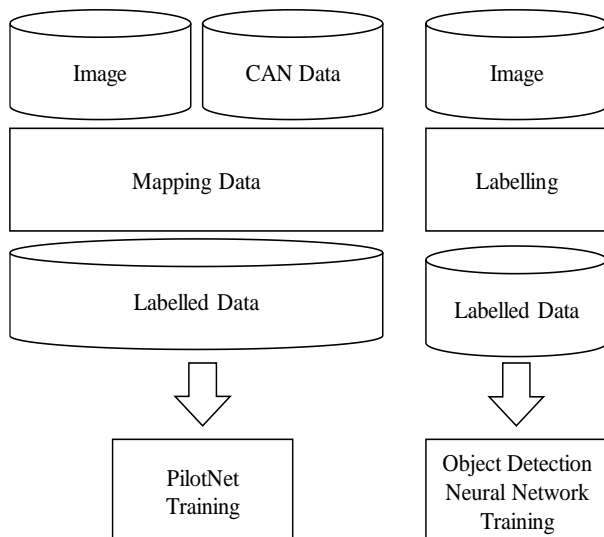 Image
CAN Data
Mapping Data
Labelled Data
PilotNet
Training
Image
Labelling
Labelled Data
Object Detection
Neural Network
Training